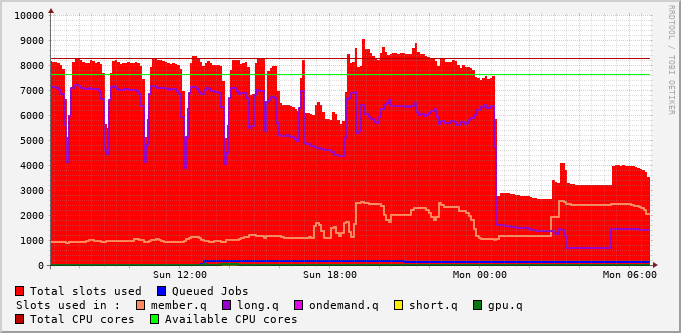 RRDTOOL / TOBI OETIKER
10000
9000
8000
7000
6000
5000
4000
3000
2000
1000
0
Sun 12:00 Sun 18:00 Mon 00:00 Mon 06:00
Total slots used Queued Jobs
Slots used in : member.q long.q ondemand.q short.q gpu.q
Total CPU cores Available CPU cores